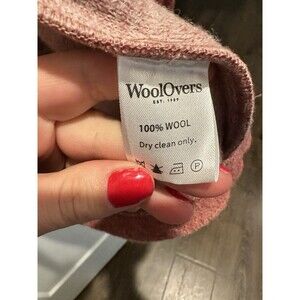 WoolOvers
EST. 1989
100% WOOL
Dry clean only.
P